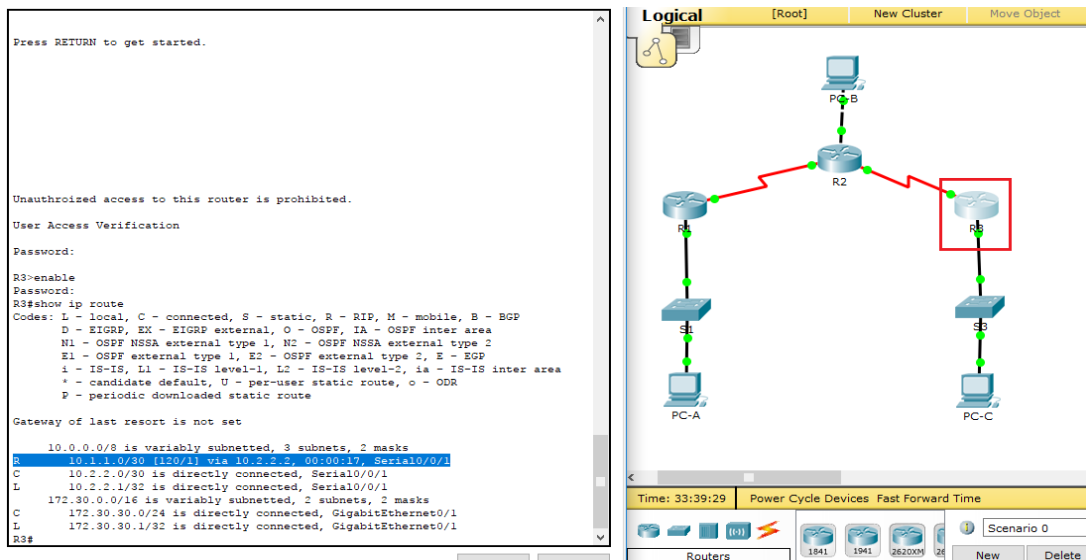 Press RETURN to get started.
Unauthroized access to this router is prohibited.
User Access Verification
Password:
R3>enable
Password:
R3#show ip route
Codes: L - local, C - connected, S - static, R - RIP, M - mobile, B - BGP
D - EIGRP, EX - EIGRP external, O - OSPF, IA - OSPF inter area
N1 - OSPF NSSA external type 1, N2 - OSPF NSSA external type 2
E1 - OSPF external type 1, E2 - OSPF external type 2, E - EGP
i - IS-IS, L1 - IS-IS level-1, L2 - IS-IS level-2, ia - IS-IS inter area
* - candidate default, U - per-user static route, o - ODR
P - periodic downloaded static route
Gateway of last resort is not set
10.0.0.0/8 is variably subnetted, 3 subnets, 2 masks
R 10.1.1.0/30 [120/1] via 10.2.2.2, 00:00:17, Serial0/0/1
C 10.2.2.0/30 is directly connected, Serial0/0/1
L 10.2.2.1/32 is directly connected, Serial0/0/1
172.30.0.0/16 is variably subnetted, 2 subnets, 2 masks
C 172.30.30.0/24 is directly connected, GigabitEthernet0/1
L 172.30.30.1/32 is directly connected, GigabitEthernet0/1
R3#
Logical [Root] New Cluster Move Object
PC-B
R2
R1
R3
S1
S3
PC-A
PC-C
Time: 33:39:29 Power Cycle Devices Fast Forward Time
Routers
1841 1941 2620XM
Scenario 0
New Delete